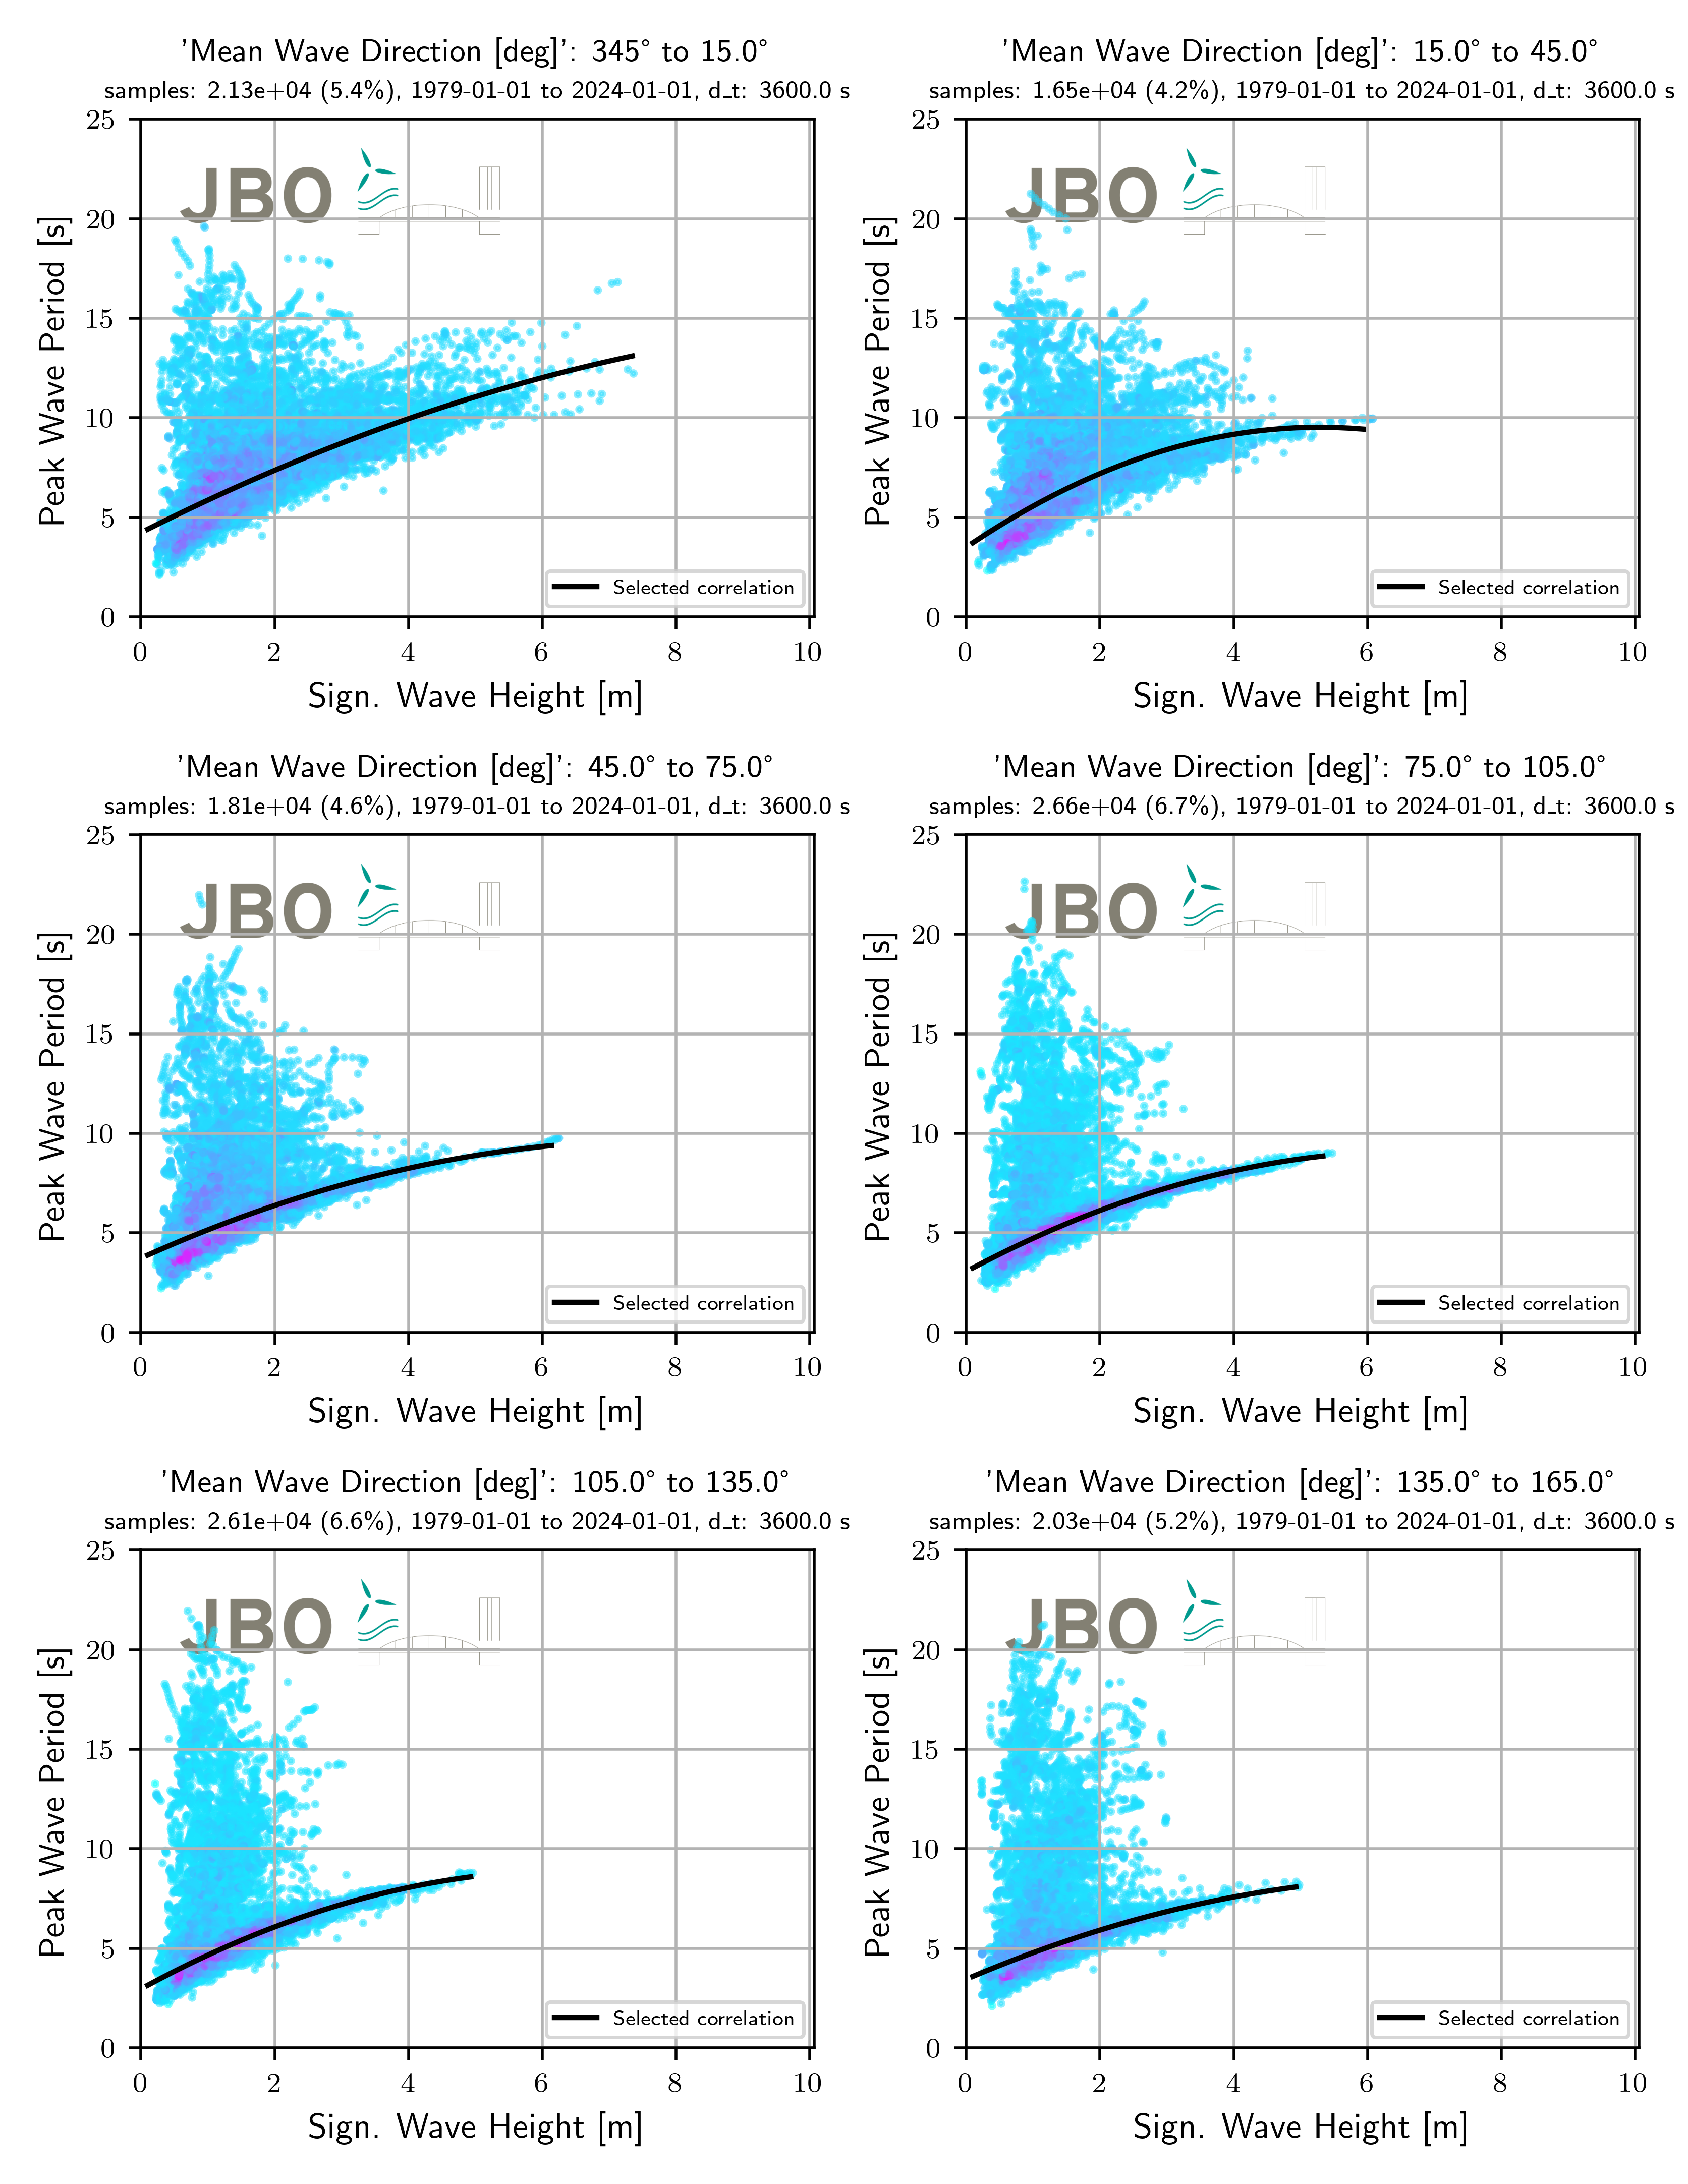 'Mean Wave Direction [deg]': 345° to 15.0°
samples: 2.13e+04 (5.4%), 1979-01-01 to 2024-01-01, d_t: 3600.0 s
25
20
15
10
5
0
JBO
Peak Wave Period [s]
Selected correlation
0 2 4 6 8 10
Sign. Wave Height [m]
'Mean Wave Direction [deg]': 15.0° to 45.0°
samples: 1.65e+04 (4.2%), 1979-01-01 to 2024-01-01, d_t: 3600.0 s
25
20
15
10
5
0
JBO
Peak Wave Period [s]
Selected correlation
0 2 4 6 8 10
Sign. Wave Height [m]
'Mean Wave Direction [deg]': 45.0° to 75.0°
samples: 1.81e+04 (4.6%), 1979-01-01 to 2024-01-01, d_t: 3600.0 s
25
20
15
10
5
0
JBO
Peak Wave Period [s]
Selected correlation
0 2 4 6 8 10
Sign. Wave Height [m]
'Mean Wave Direction [deg]': 75.0° to 105.0°
samples: 2.66e+04 (6.7%), 1979-01-01 to 2024-01-01, d_t: 3600.0 s
25
20
15
10
5
0
JBO
Peak Wave Period [s]
Selected correlation
0 2 4 6 8 10
Sign. Wave Height [m]
'Mean Wave Direction [deg]': 105.0° to 135.0°
samples: 2.61e+04 (6.6%), 1979-01-01 to 2024-01-01, d_t: 3600.0 s
25
20
15
10
5
0
JBO
Peak Wave Period [s]
Selected correlation
0 2 4 6 8 10
Sign. Wave Height [m]
'Mean Wave Direction [deg]': 135.0° to 165.0°
samples: 2.03e+04 (5.2%), 1979-01-01 to 2024-01-01, d_t: 3600.0 s
25
20
15
10
5
0
JBO
Peak Wave Period [s]
Selected correlation
0 2 4 6 8 10
Sign. Wave Height [m]